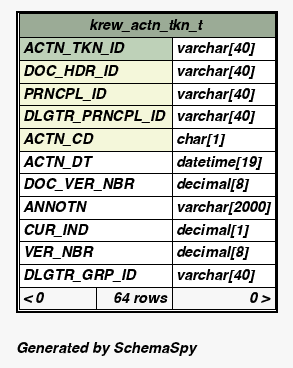 krew_actn_tkn_t
ACTN_TKN_ID varchar[40]
DOC_HDR_ID varchar[40]
PRNCPL_ID varchar[40]
DLGTR_PRNCPL_ID varchar[40]
ACTN_CD char[1]
ACTN_DT datetime[19]
DOC_VER_NBR decimal[8]
ANNOTN varchar[2000]
CUR_IND decimal[1]
VER_NBR decimal[8]
DLGTR_GRP_ID varchar[40]
< 0 64 rows 0 >
Generated by SchemaSpy